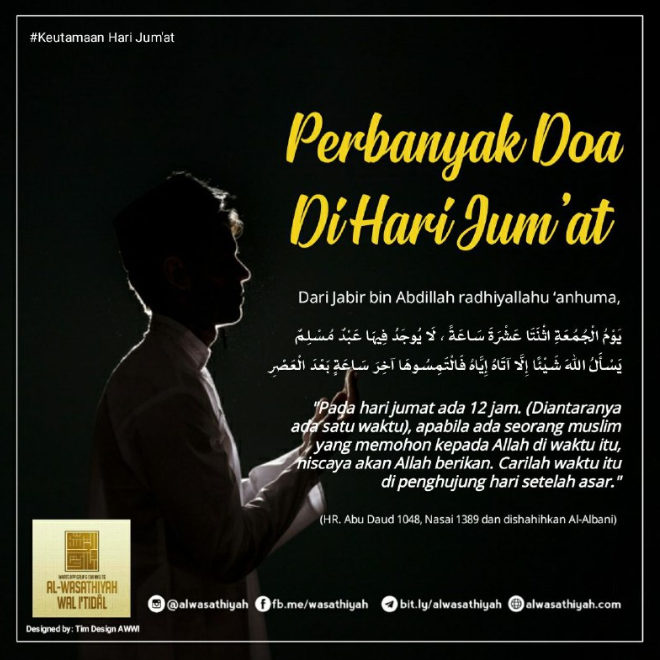 #Keutamaan Hari Jum'at
Perbanyak Doa
Di Hari Jum'at
Dari Jabir bin Abdillah radhiyallahu 'anhuma,
يَوْمُ الْجُمُعَةِ اثْنَتَا عَشْرَةَ سَاعَةً ، لَا يُوجَدُ فِيهَا عَبْدٌ مُسْلِمٌ
يَسْأَلُ اللهَ شَيْئًا إِلَّا آتَاهُ إِيَّاهُ فَالْتَمِسُوهَا آخِرَ سَاعَةٍ بَعْدَ الْعَصْرِ
"Pada hari jumat ada 12 jam. (Diantaranya
ada satu waktu), apabila ada seorang muslim
yang memohon kepada Allah di waktu itu,
niscaya akan Allah berikan. Carilah waktu itu
di penghujung hari setelah asar."
(HR. Abu Daud 1048, Nasai 1389 dan dishahihkan Al-Albani)
AL-WASATHIYAH
WAL I'TIDÂL
@alwasathiyah fb.me/wasathiyah bit.ly/alwasathiyah alwasathiyah.com
Designed by: Tim Design AWWI